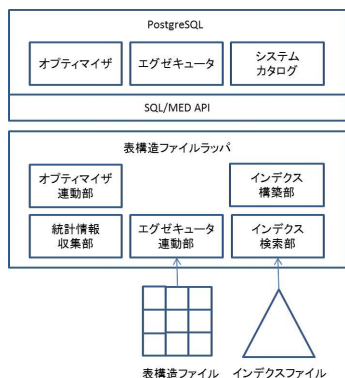 PostgreSQL
オプティマイザ
エグゼキュータ
システム
カタログ
SQL/MED API
表構造ファイルラッパ
オプティマイザ
連動部
インデクス
構築部
統計情報
収集部
エグゼキュータ
連動部
インデクス
検索部
表構造ファイル
インデクスファイル